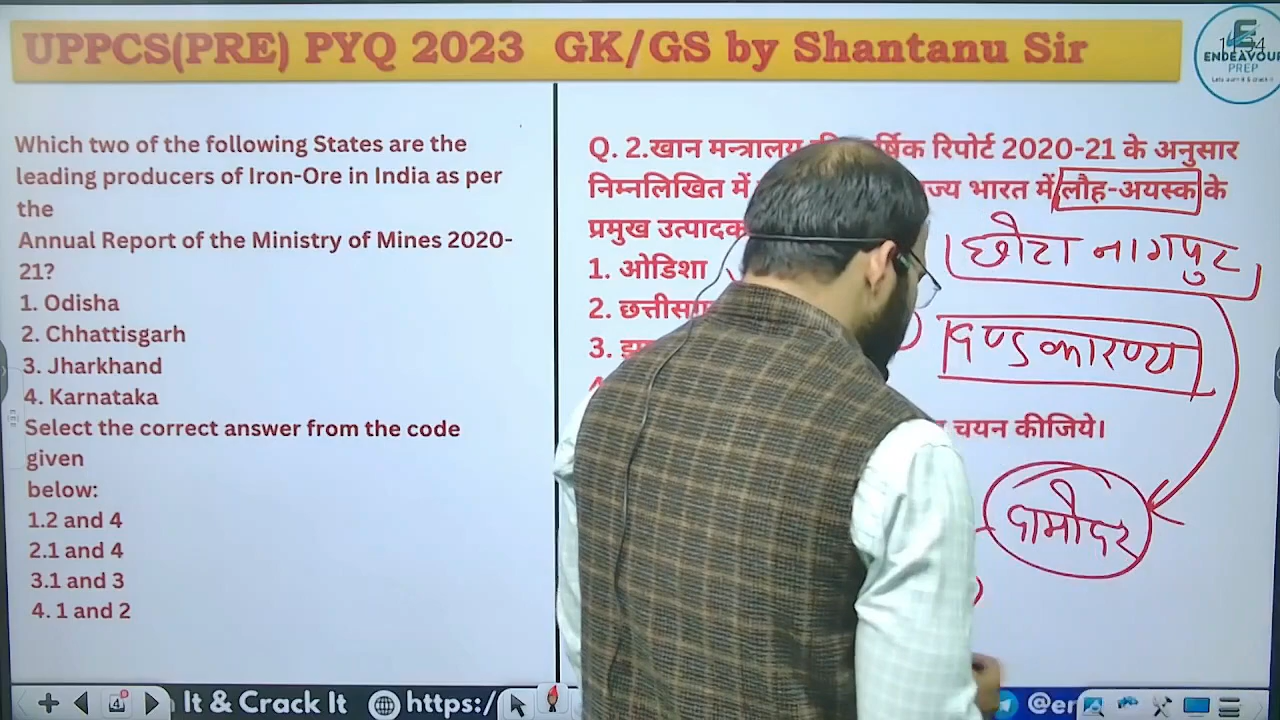 UPPCS(PRE) PYQ 2023 GK/GS by Shantanu Sir
ENDEAVOUR
PREP
Which two of the following States are the
leading producers of Iron-Ore in India as per
the
Annual Report of the Ministry of Mines 2020-
21?
1. Odisha
2. Chhattisgarh
3. Jharkhand
4. Karnataka
Select the correct answer from the code
given
below:
1.2 and 4
2.1 and 4
3.1 and 3
4. 1 and 2
Q. 2.खान मन्त्रालय रिपोर्ट 2020-21 के अनुसार
निम्नलिखित में भारत में लौह-अयस्क के
प्रमुख उत्पादक
1. ओडिशा
2.
3.
चयन कीजिये।
छोटा नागपुर
दण्डकारण्य
दामोदर
4
It & Crack It
https:/
@er